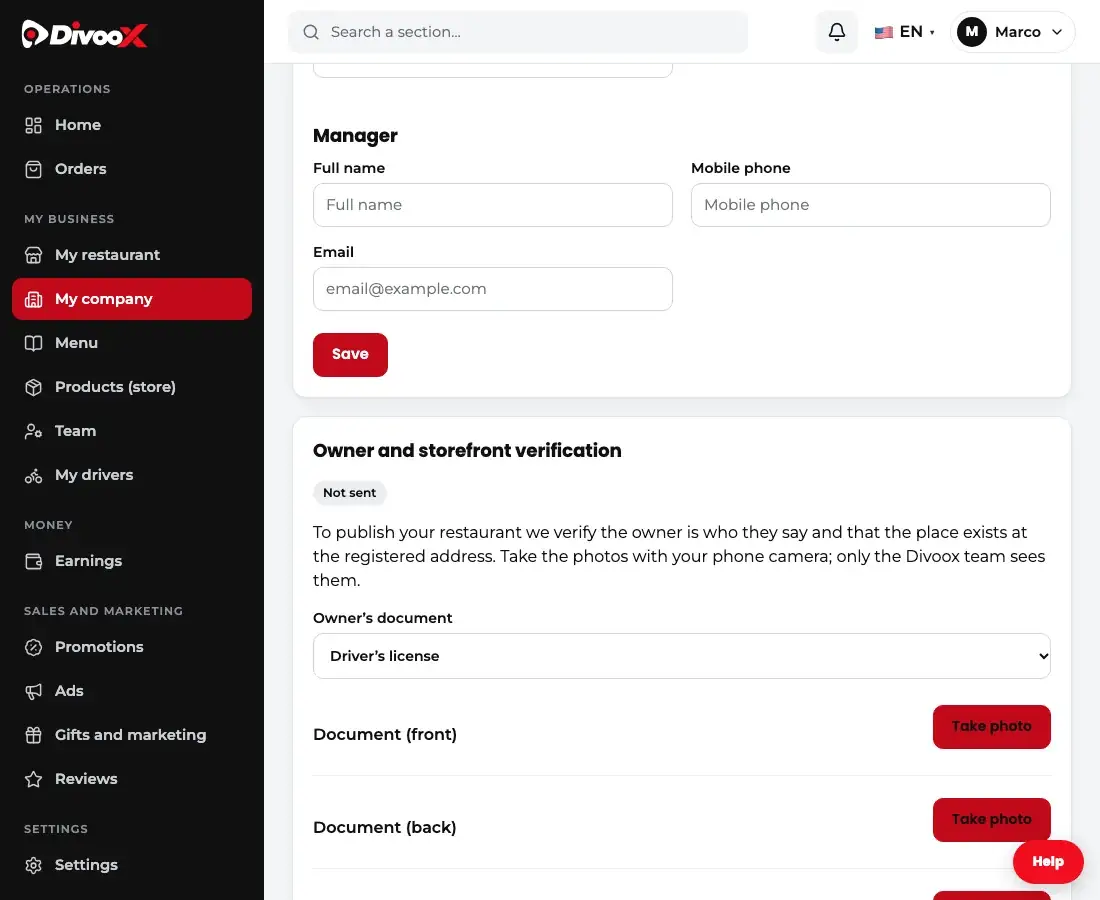 DivooX
Search a section...
EN
M
Marco
OPERATIONS
Home
Orders
MY BUSINESS
My restaurant
My company
Menu
Products (store)
Team
My drivers
MONEY
Earnings
SALES AND MARKETING
Promotions
Ads
Gifts and marketing
Reviews
SETTINGS
Settings
Manager
Full name
Mobile phone
Full name
Mobile phone
Email
email@example.com
Save
Owner and storefront verification
Not sent
To publish your restaurant we verify the owner is who they say and that the place exists at
the registered address. Take the photos with your phone camera; only the Divoox team sees
them.
Owner’s document
Driver’s license
Document (front)
Take photo
Document (back)
Take photo
Help